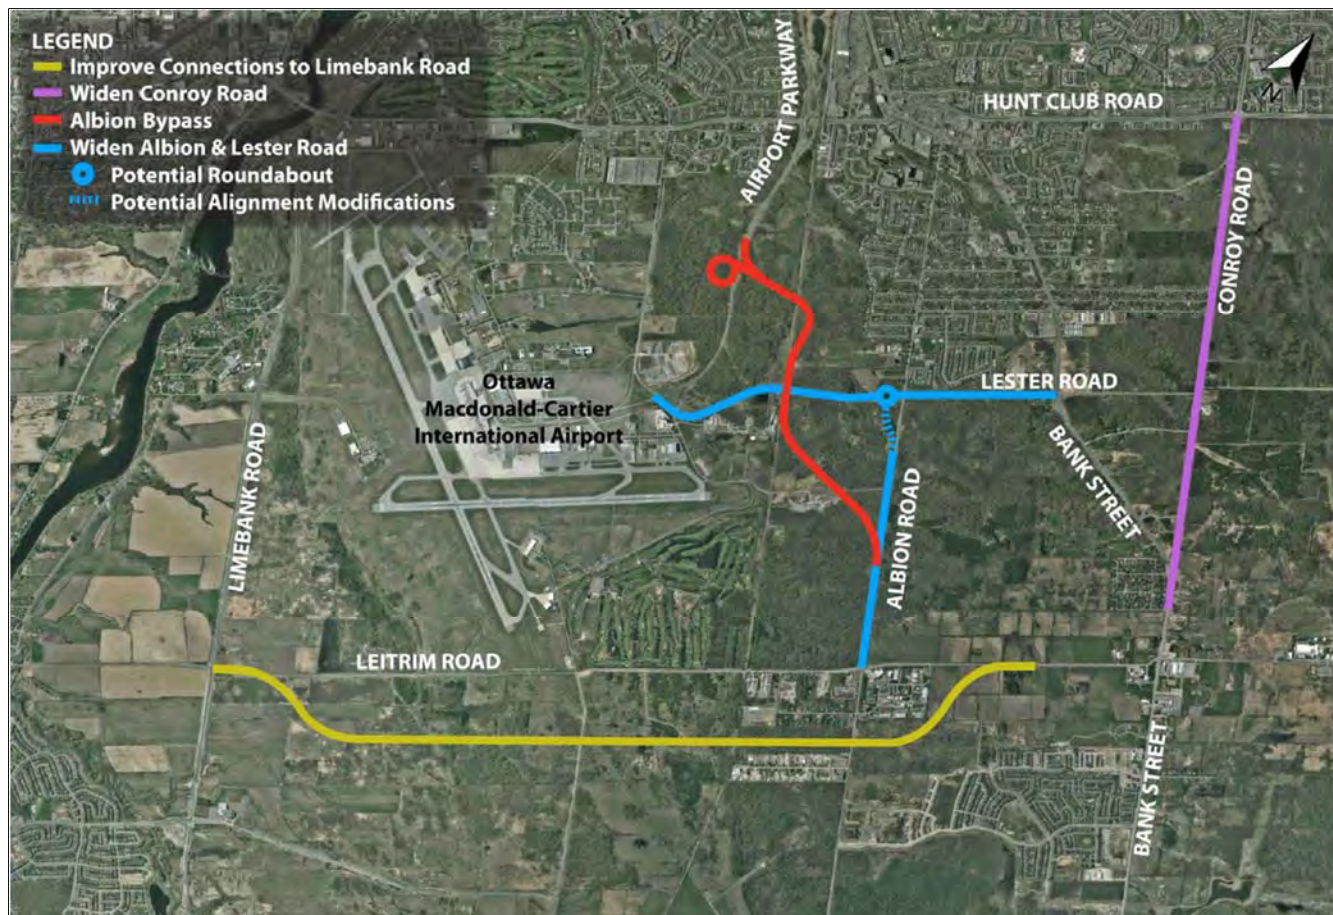 LEGEND
Improve Connections to Limebank Road
Widen Conroy Road
Albion Bypass
Widen Albion & Lester Road
Potential Roundabout
Potential Alignment Modifications
AIRPORT PARKWAY
HUNT CLUB ROAD
N
CONROY ROAD
Ottawa
Macdonald-Cartier
International Airport
LESTER ROAD
BANK STREET
LIMEBANK ROAD
ALBION ROAD
LEITRIM ROAD
BANK STREET